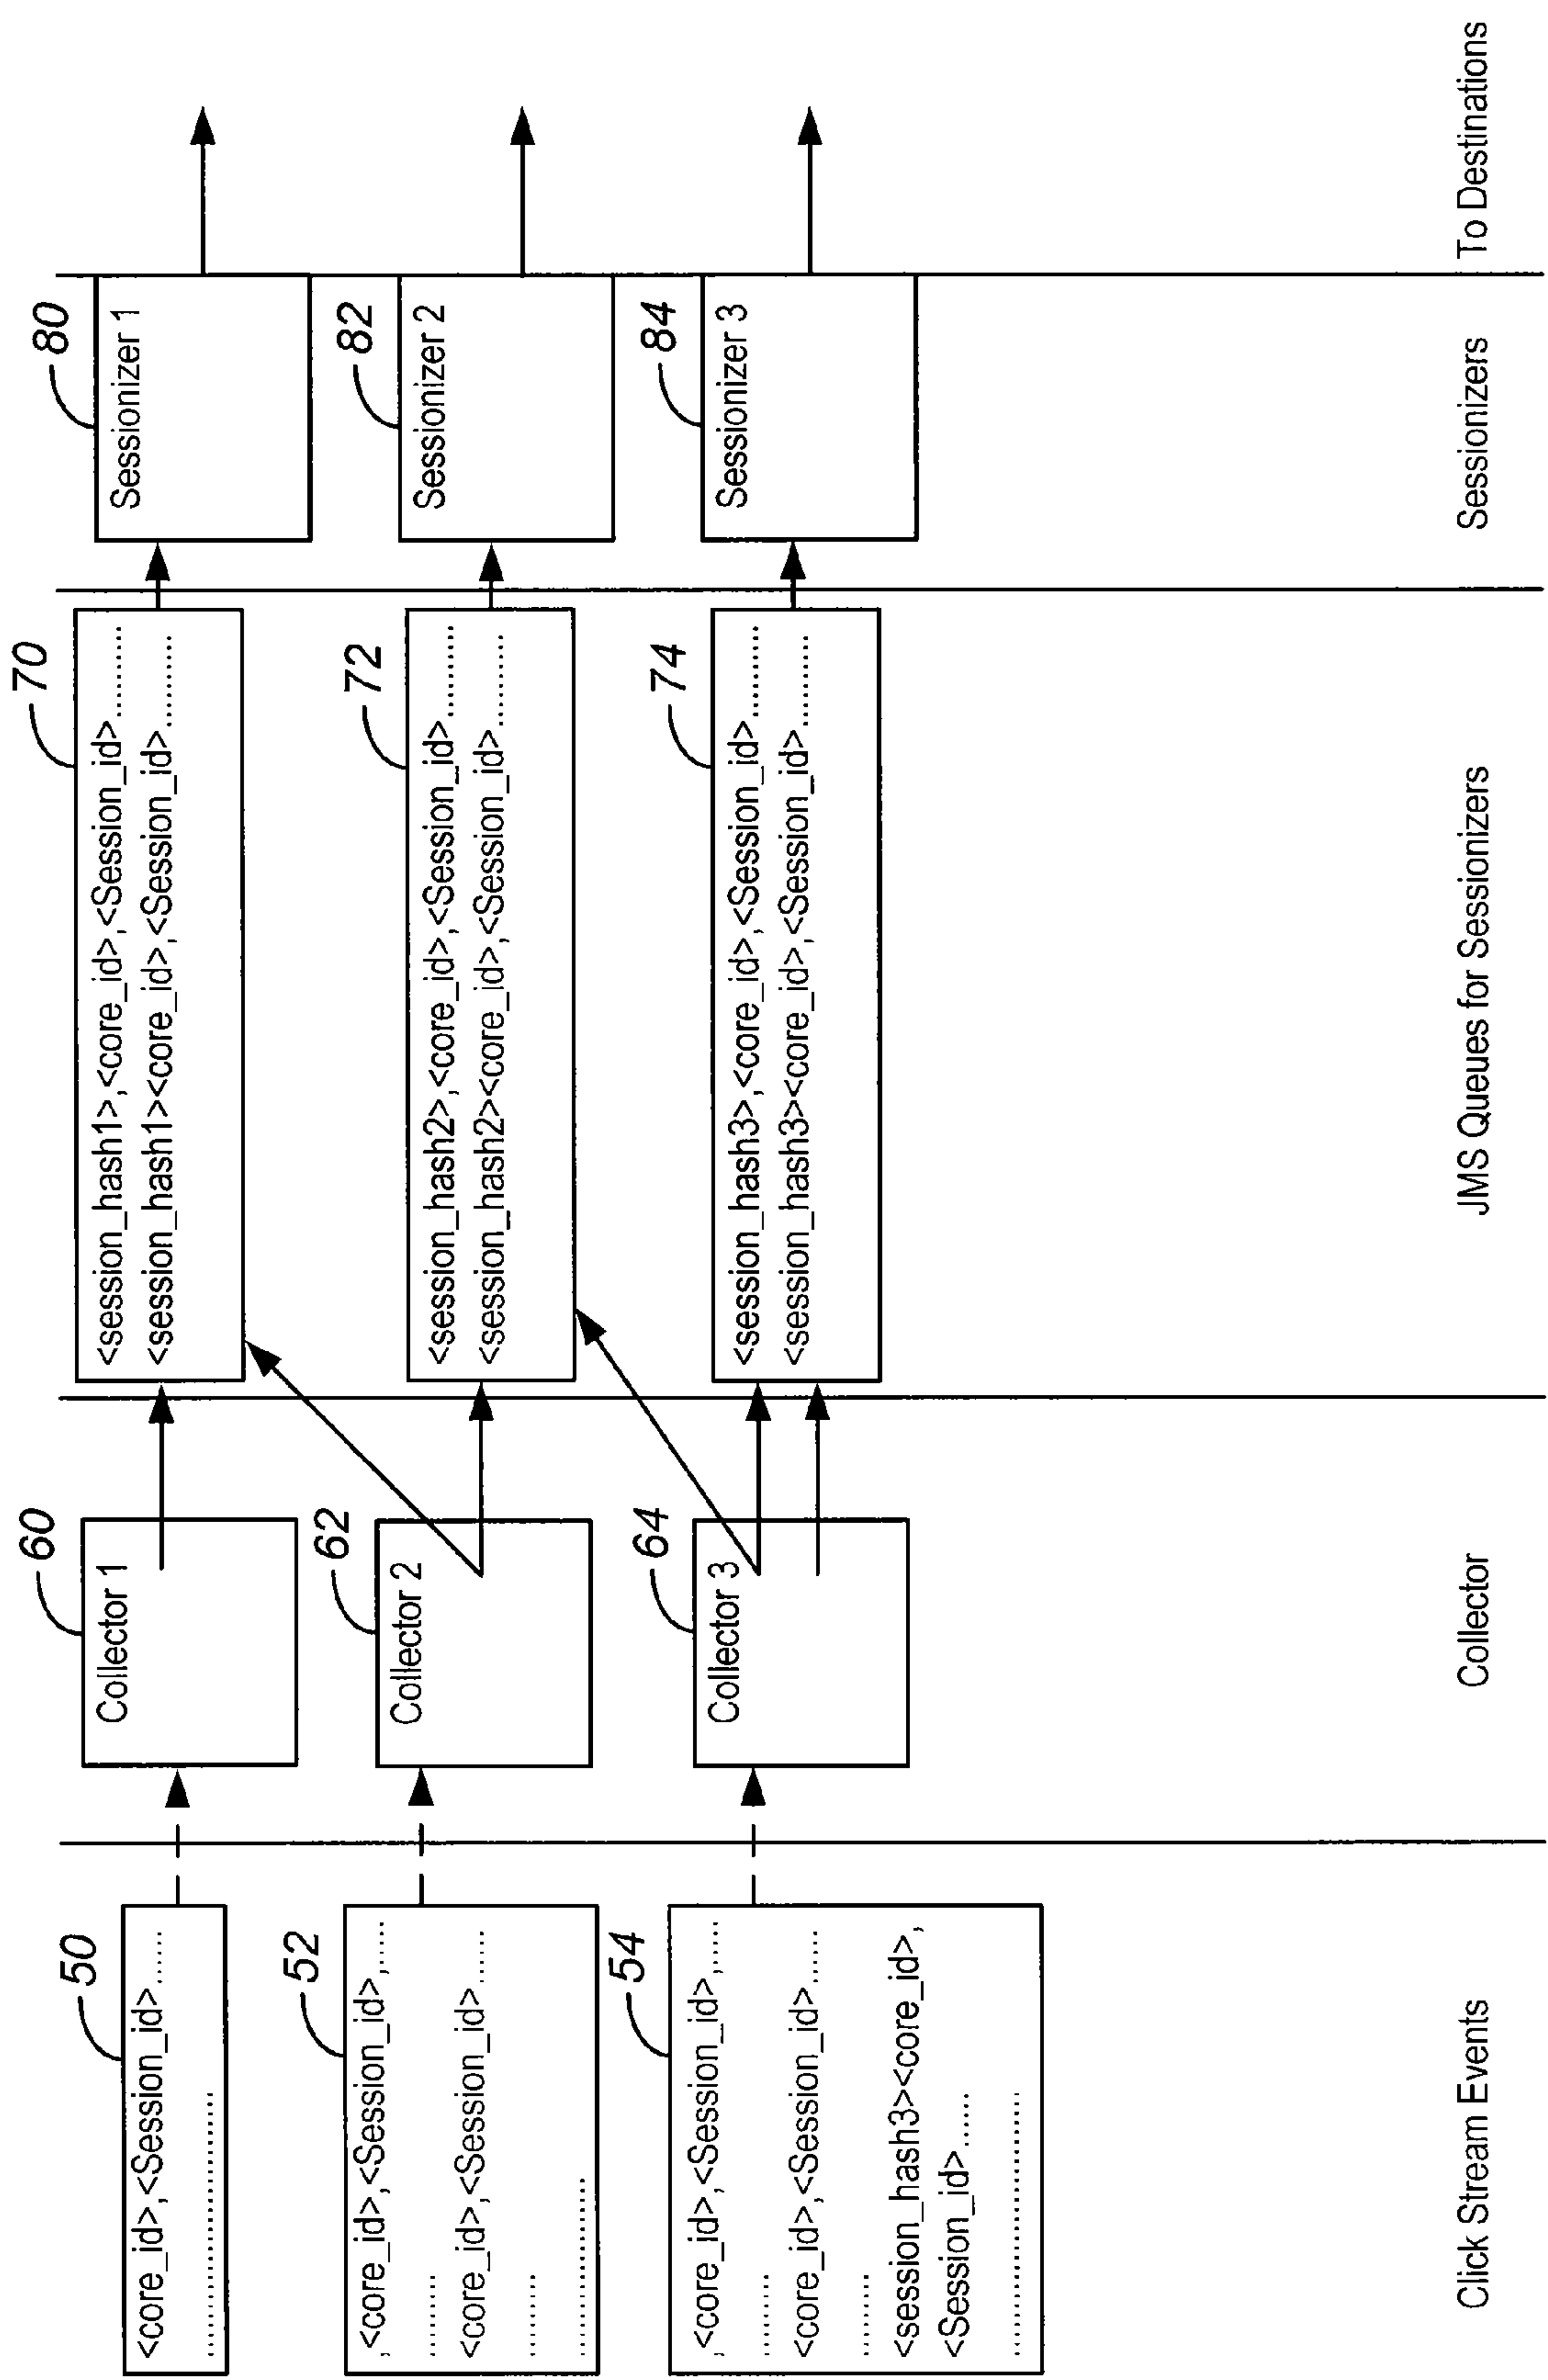 50
<core_id>,<Session_id>......
..............................
52
,<core_id>,<Session_id>,.....
.........
<core_id>,<Session_id>......
.........
....................
54
,<core_id>,<Session_id>,.....
.........
<core_id>,<Session_id>......
.........
<session_hash3><core_id>,
<Session_id>......
..............................
Click Stream Events
60
Collector 1
62
Collector 2
64
Collector 3
Collector
70
<session_hash1>,<core_id>,<Session_id>..........
<session_hash1><core_id>,<Session_id>..........
72
<session_hash2>,<core_id>,<Session_id>..........
<session_hash2><core_id>,<Session_id>..........
74
<session_hash3>,<core_id>,<Session_id>..........
<session_hash3><core_id>,<Session_id>..........
JMS Queues for Sessionizers
80
Sessionizer 1
82
Sessionizer 2
84
Sessionizer 3
Sessionizers
To Destinations